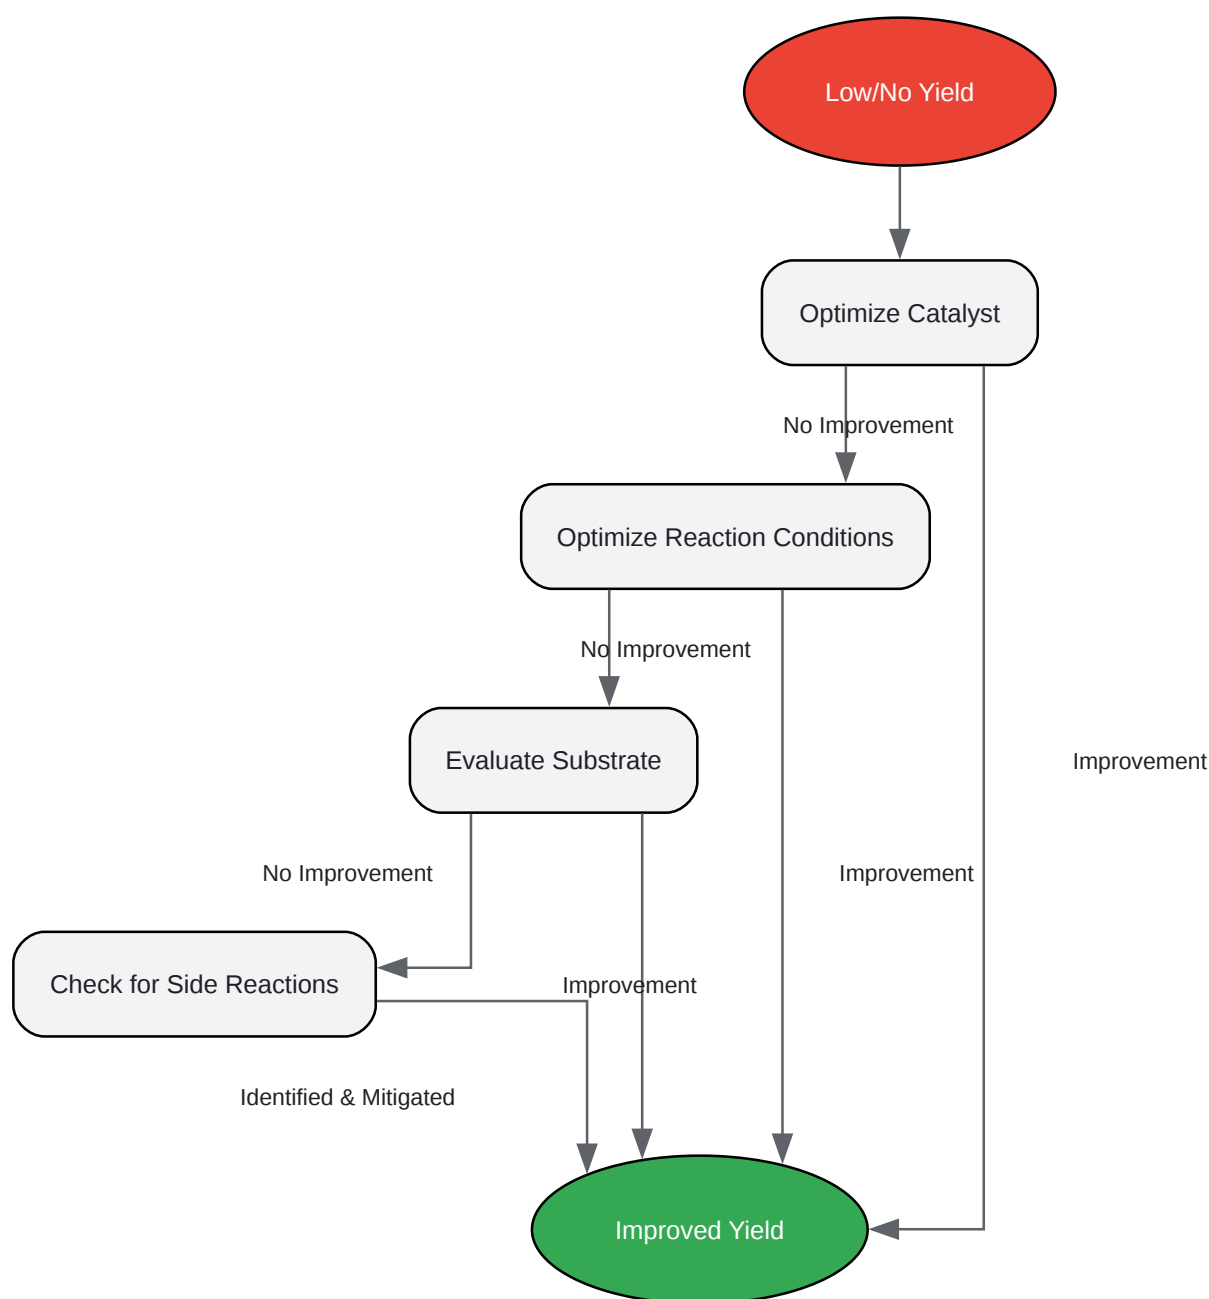 Low/No Yield
Optimize Catalyst
No Improvement
Optimize Reaction Conditions
No Improvement
Evaluate Substrate
Improvement
No Improvement
Improvement
Check for Side Reactions
Improvement
Identified & Mitigated
Improved Yield